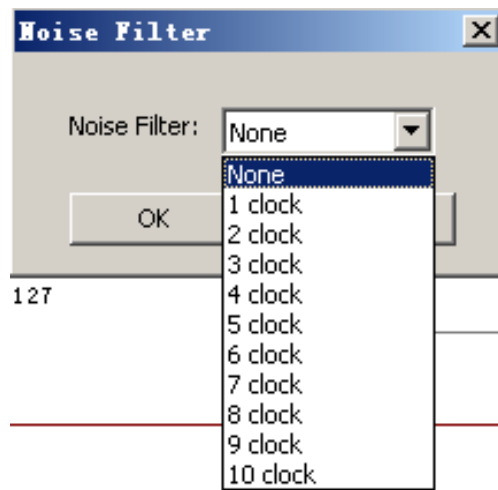 Noise Filter
Noise Filter: None
None
OK
1 clock
2 clock
3 clock
127
4 clock
5 clock
6 clock
7 clock
8 clock
9 clock
10 clock